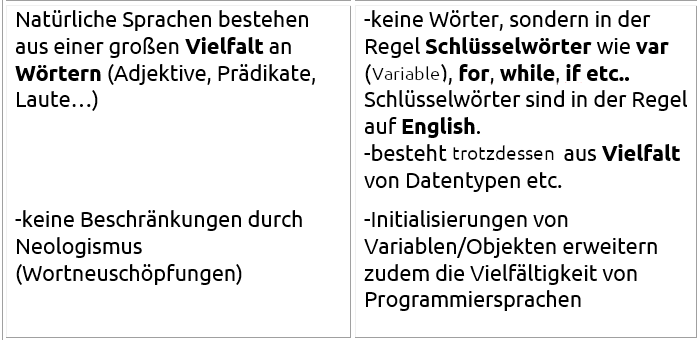 Natürliche Sprachen bestehen
aus einer großen Vielfalt an
Wörtern (Adjektive, Prädikate,
Laute…)
-keine Beschränkungen durch
Neologismus
(Wortneuschöpfungen)
-keine Wörter, sondern in der
Regel Schlüsselwörter wie var
(Variable), for, while, if etc..
Schlüsselwörter sind in der Regel
auf English.
-besteht trotzdessen aus Vielfalt
von Datentypen etc.
-Initialisierungen von
Variablen/Objekten erweitern
zudem die Vielfältigkeit von
Programmiersprachen